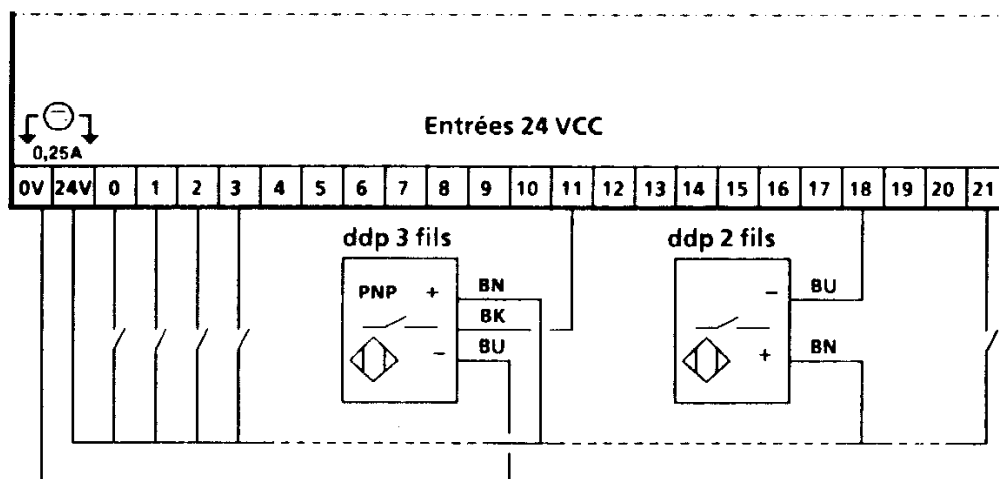 Entrées 24 VCC
0,25A
0V 24V 0 1 2 3 4 5 6 7 8 9 10 11 12 13 14 15 16 17 18 19 20 21
ddp 3 fils
PNP + BN
BK
- BU
ddp 2 fils
- BU
+ BN